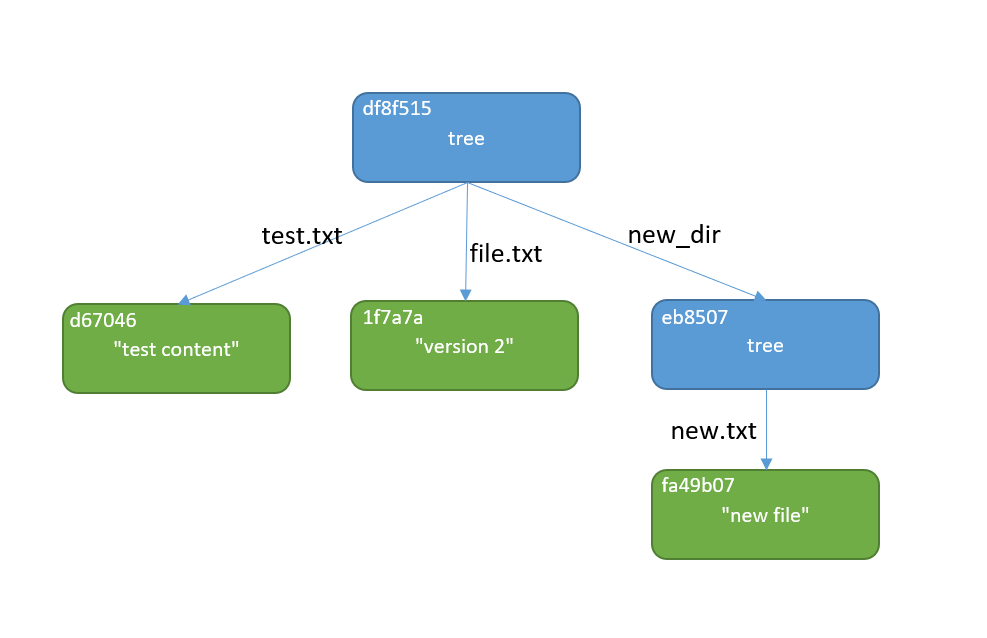 df8f515
tree
test.txt
file.txt
new_dir
d67046
"test content"
1f7a7a
"version 2"
eb8507
tree
new.txt
fa49b07
"new file"